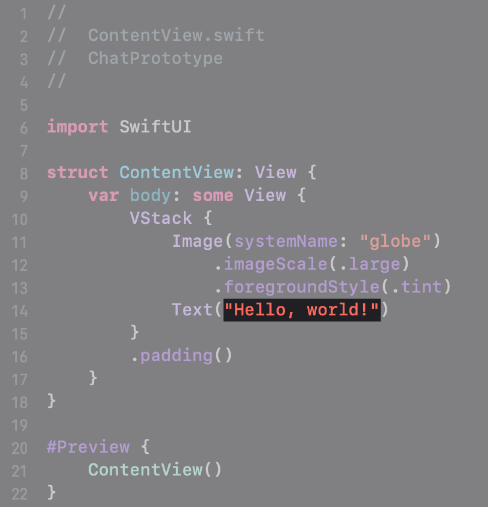 1 //
2 //  ContentView.swift
3 //  ChatPrototype
4 //
5
6 import SwiftUI
7
8 struct ContentView: View {
9     var body: some View {
10         VStack {
11             Image(systemName: "globe")
12                 .imageScale(.large)
13                 .foregroundStyle(.tint)
14             Text("Hello, world!")
15         }
16         .padding()
17     }
18 }
19
20 #Preview {
21     ContentView()
22 }